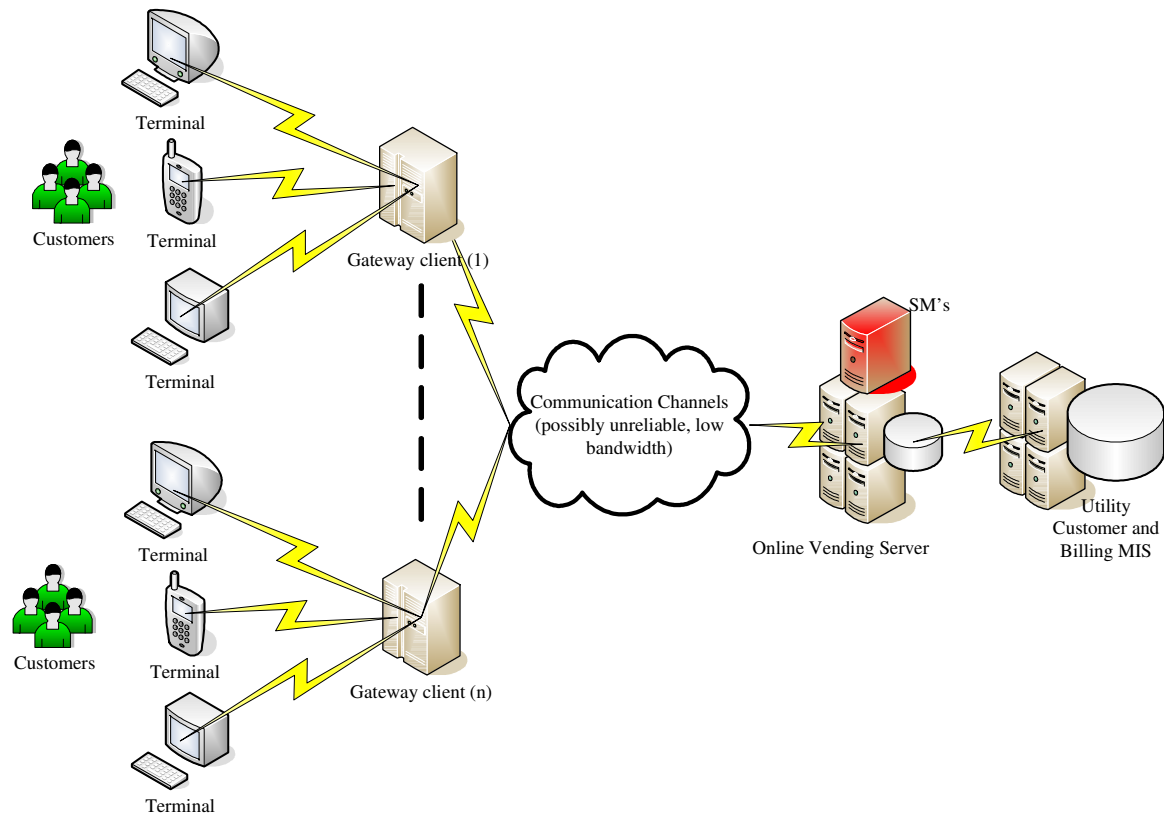 Terminal
Customers
Terminal
Gateway client (1)
Terminal
SM's
Communication Channels
(possibly unreliable, low
bandwidth)
Online Vending Server
Utility
Customer and
Billing MIS
Terminal
Customers
Terminal
Gateway client (n)
Terminal